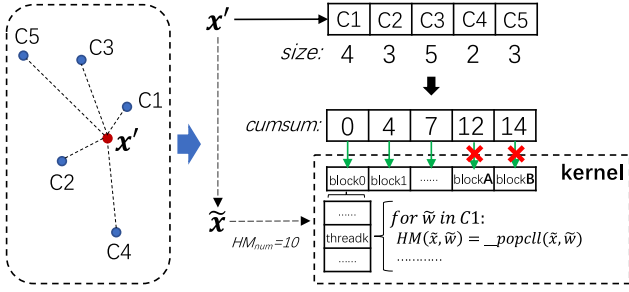 C5
C3
C1
x′
C2
C4
x′
C1 C2 C3 C4 C5
size: 4 3 5 2 3
cumsum: 0 4 7 12 14
kernel
block0 block1 ...... blockA blockB
x̃
HMnum=10
......
threadk
......
for w̃ in C1:
HM(x̃, w̃) = _popcll(x̃, w̃)
............